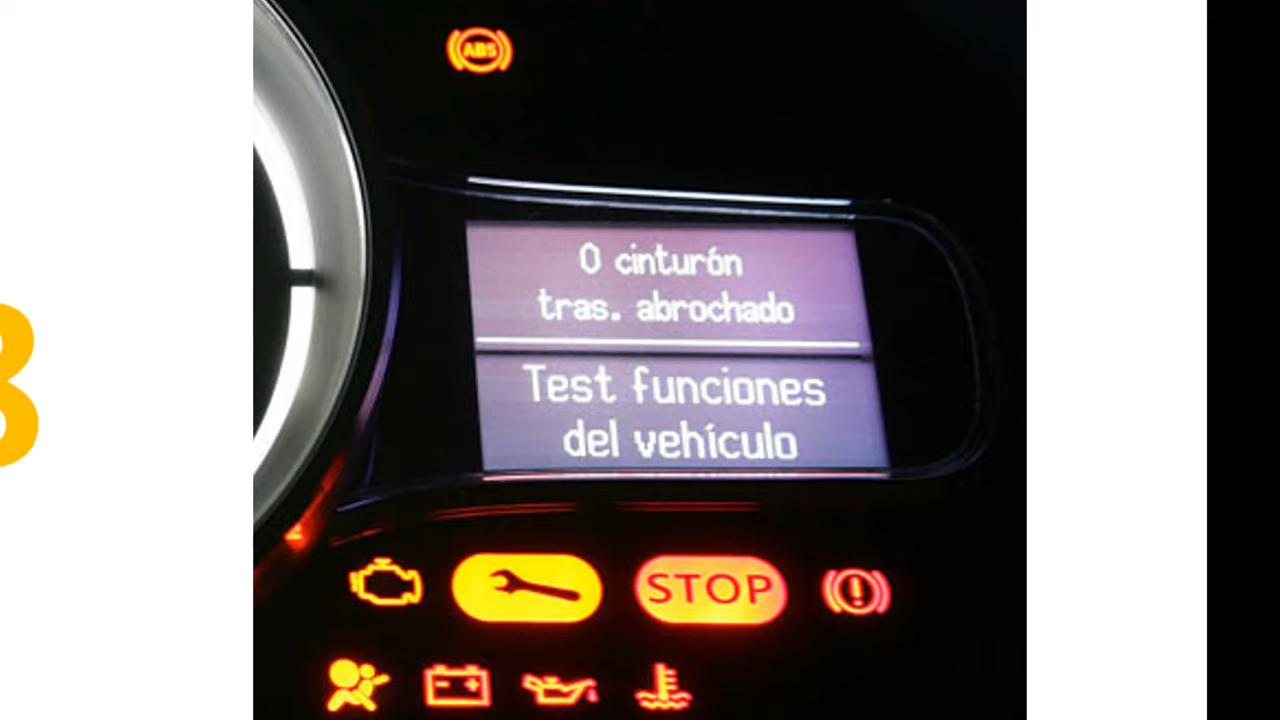 ABS
0 cinturón
tras. abrochado
Test funciones
del vehículo
STOP